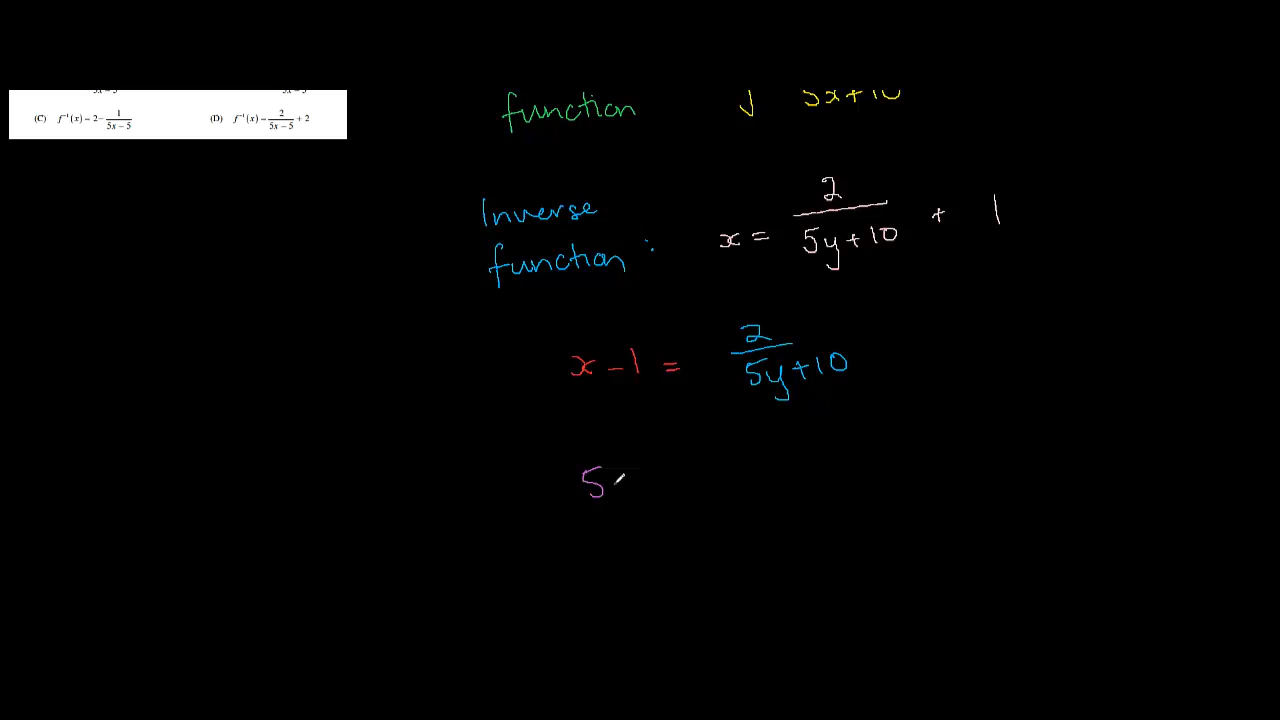 (C) f⁻¹(x) = 2 − 1/(5x − 5) (D) f⁻¹(x) = 2/(5x − 5) + 2
function
Inverse
function : x = 2/(5y + 10) + 1
x − 1 = 2/(5y + 10)
5